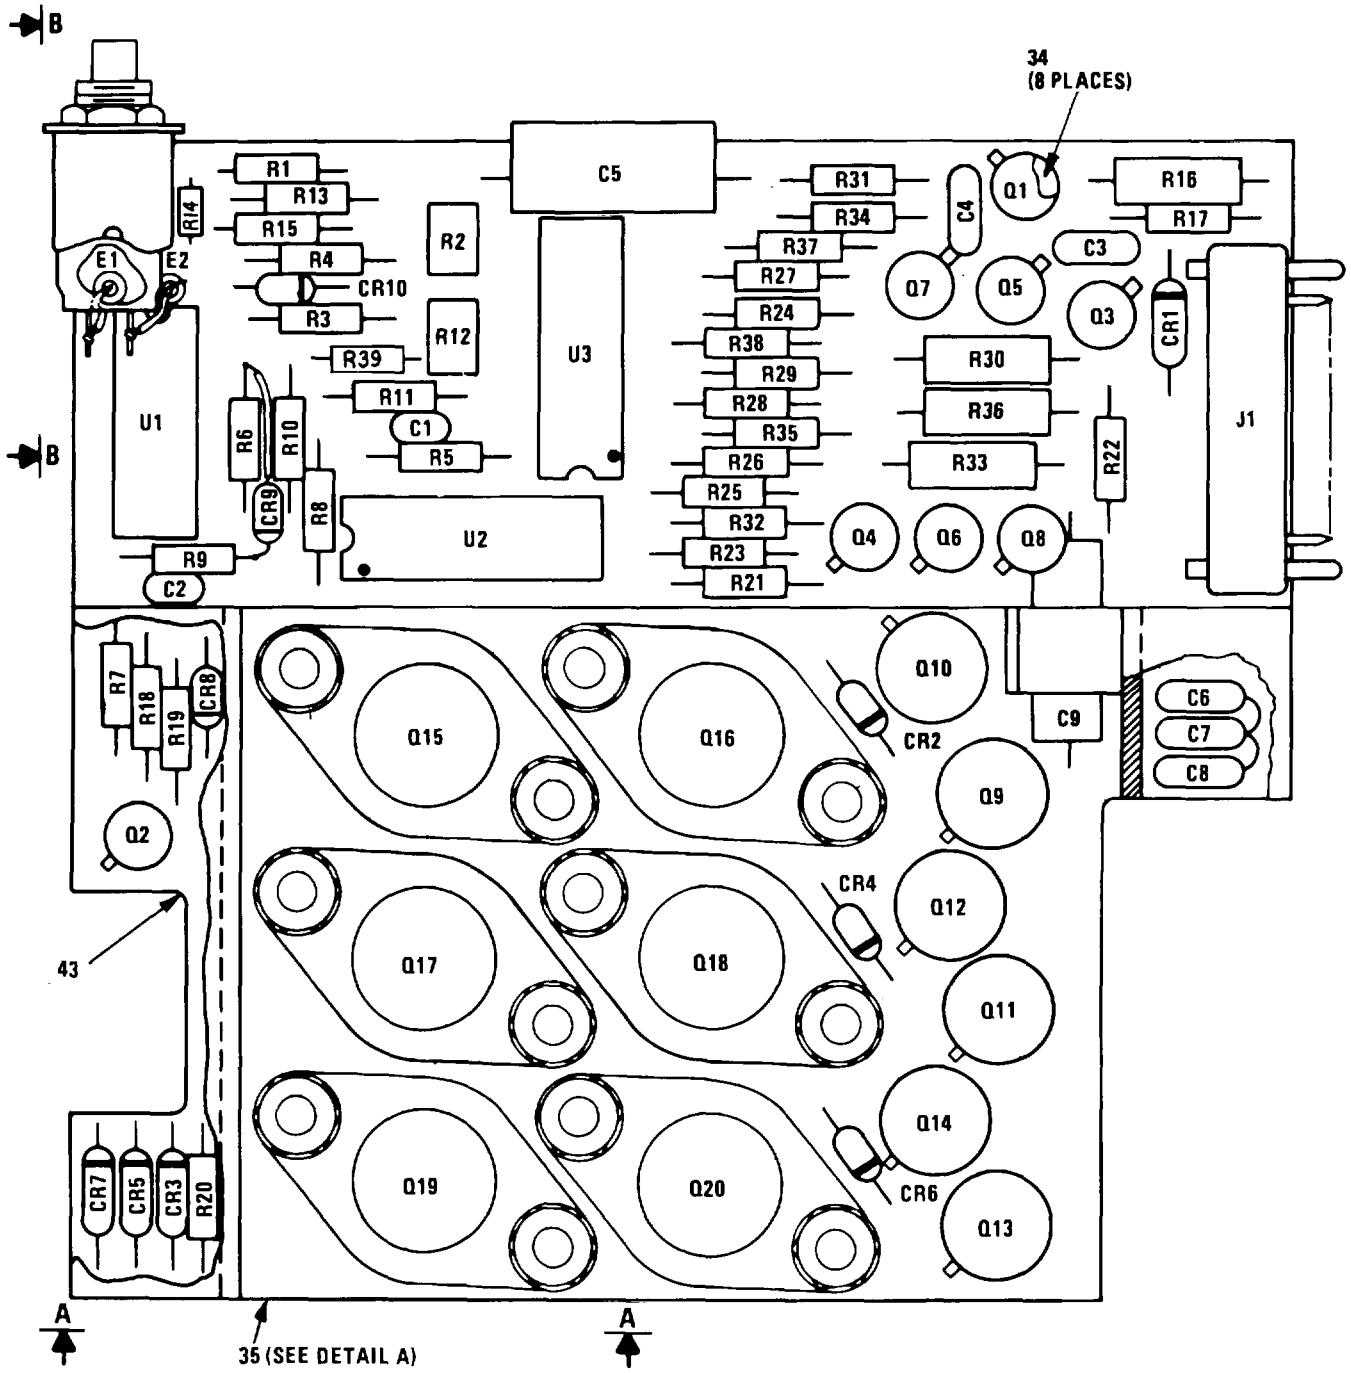 B
34
(8 PLACES)
R1
R13
R14
R15
R4
CR10
R3
R2
R12
C5
R31
R34
R37
R27
C4
Q1
R16
R17
C3
Q7
Q5
Q3
CR1
E1
E2
R24
R38
R29
R28
R35
R26
R25
R32
R23
R21
R39
R11
C1
R5
U3
R30
R36
R33
R22
J1
U1
R6
R10
B
CR9
R8
U2
Q4
Q6
Q8
R9
C2
R7
R18
R19
CR8
Q15
Q16
Q10
CR2
C9
C6
C7
C8
Q9
Q2
CR4
Q12
43
Q17
Q18
Q11
Q14
CR7
CR5
CR3
R20
Q19
Q20
CR6
Q13
A
A
35 (SEE DETAIL A)